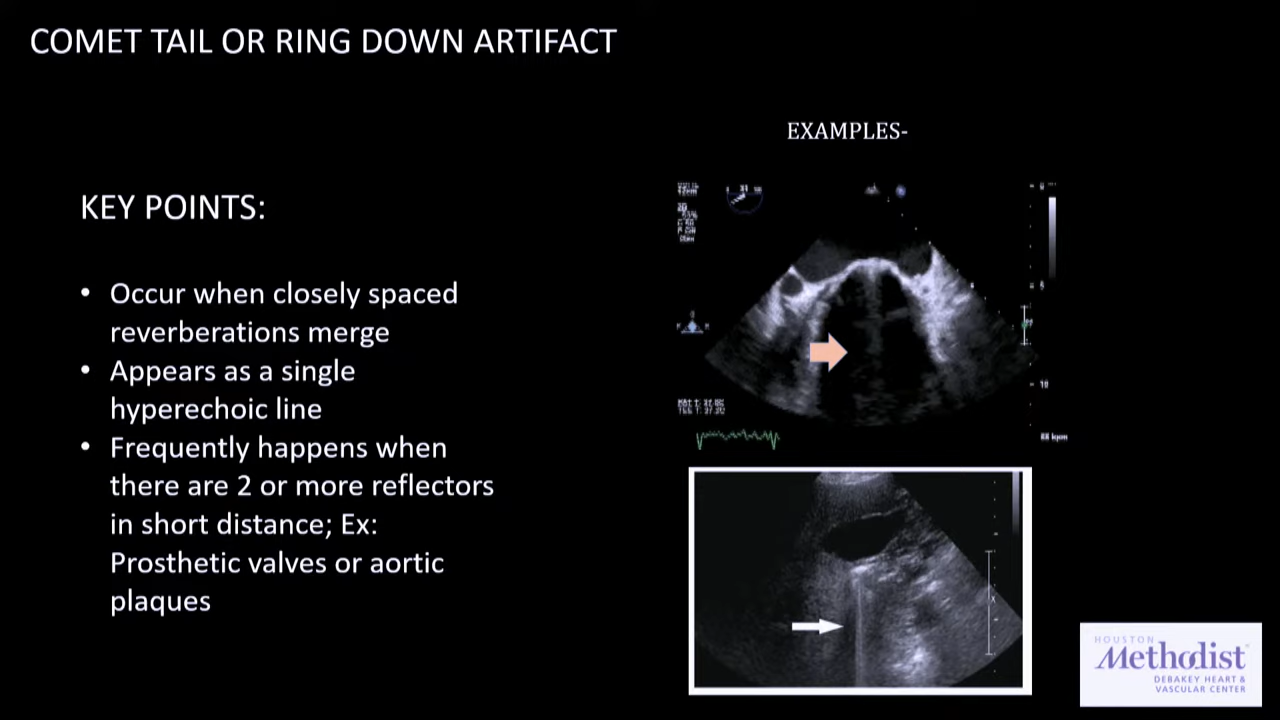 COMET TAIL OR RING DOWN ARTIFACT
EXAMPLES-
KEY POINTS:
• Occur when closely spaced
reverberations merge
• Appears as a single
hyperechoic line
• Frequently happens when
there are 2 or more reflectors
in short distance; Ex:
Prosthetic valves or aortic
plaques
HOUSTON
Methodist
DEBAKEY HEART &
VASCULAR CENTER